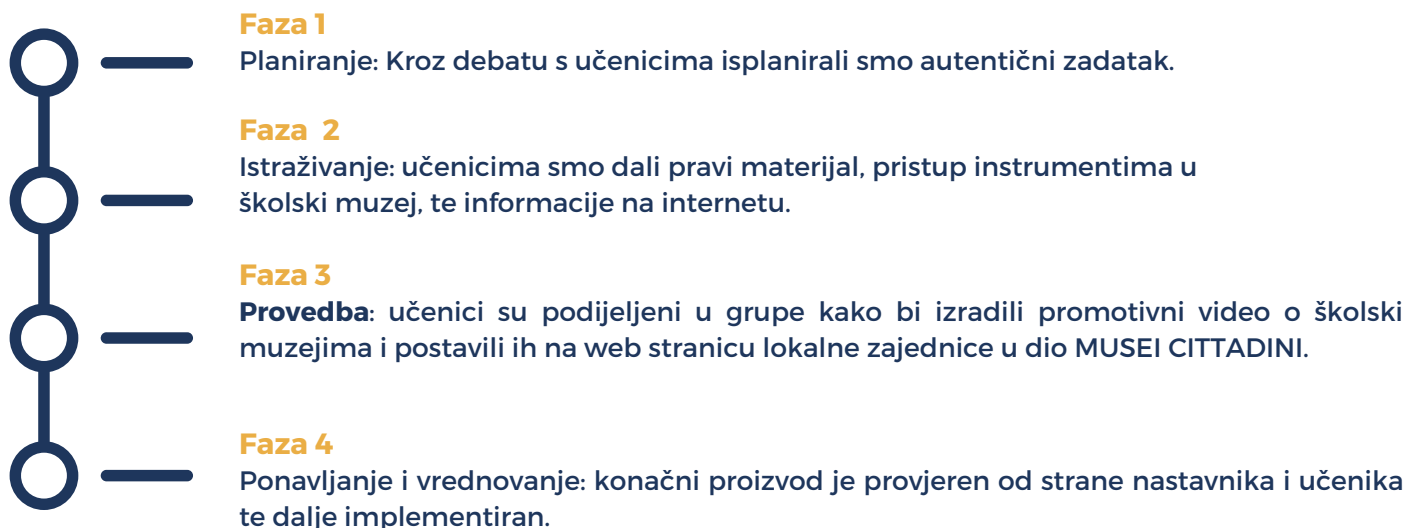 Faza 1
Planiranje: Kroz debatu s učenicima isplanirali smo autentični zadatak.
Faza 2
Istraživanje: učenicima smo dali pravi materijal, pristup instrumentima u
školski muzej, te informacije na internetu.
Faza 3
Provedba: učenici su podijeljeni u grupe kako bi izradili promotivni video o školski
muzejima i postavili ih na web stranicu lokalne zajednice u dio MUSEI CITTADINI.
Faza 4
Ponavljanje i vrednovanje: konačni proizvod je provjeren od strane nastavnika i učenika
te dalje implementiran.